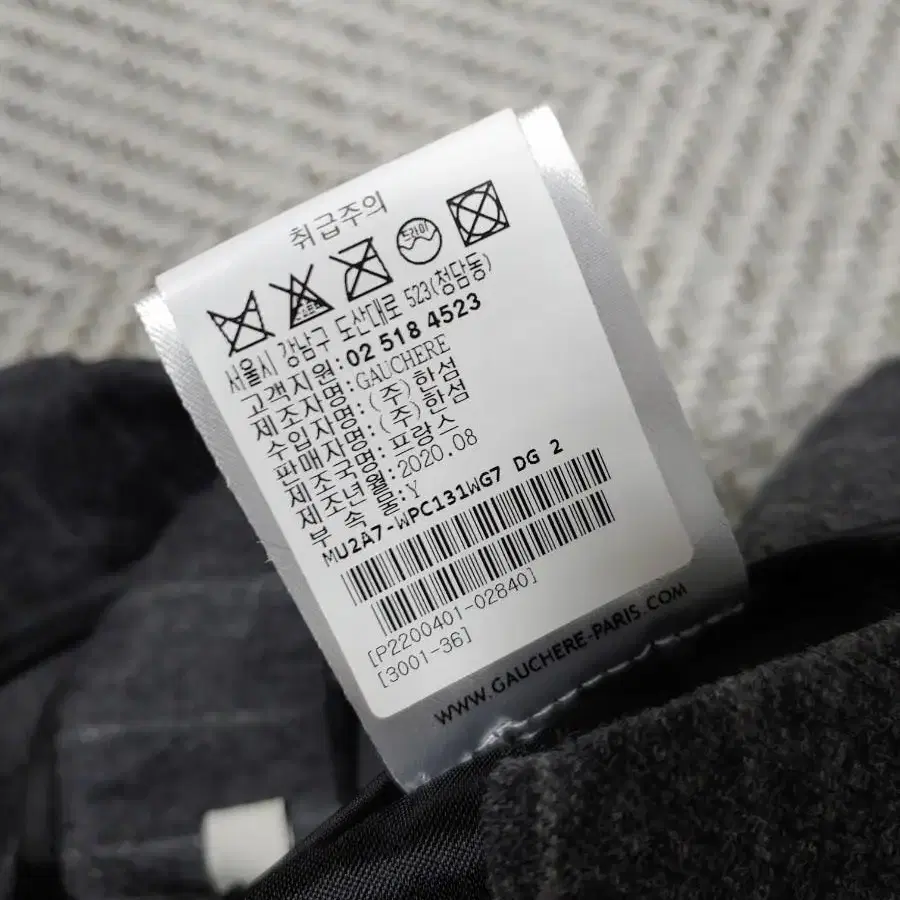 취급주의
드라이
서울시 강남구 도산대로 523(청담동)
고객지원:02 518 4523
제조자명:GAUCHERE
수입자명:(주)한섬
판매자명:(주)한섬
제조국명:프랑스
제조년월:2020.08
부 속 물:Y
MU2A7-WPC131WG7 DG 2
[P2200401-02840]
[3001-36]
WWW.GAUCHERE-PARIS.COM